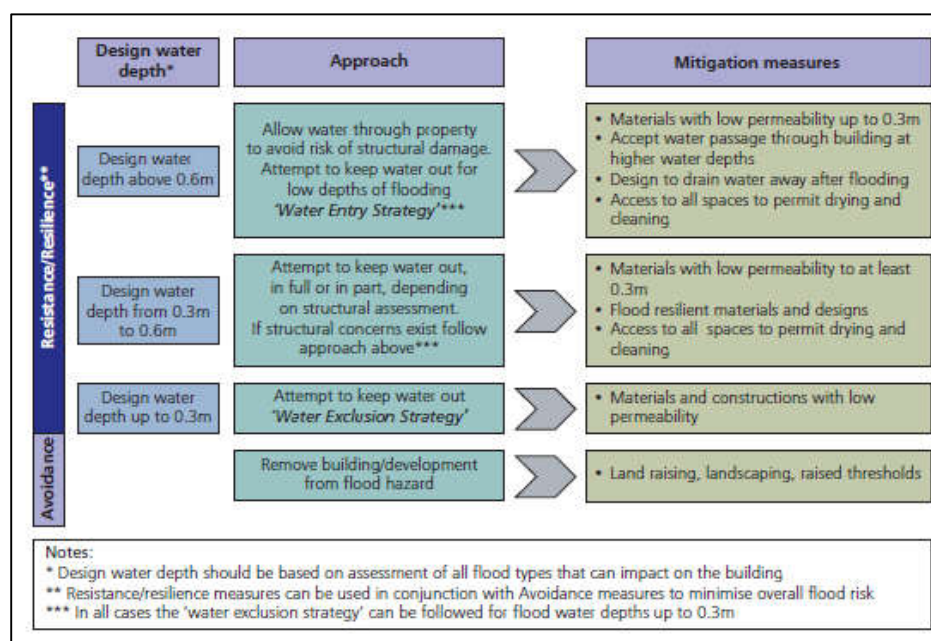 Design water
depth*
Approach
Mitigation measures
Resistance/Resilience**
Design water
depth above 0.6m
Allow water through property
to avoid risk of structural damage.
Attempt to keep water out for
low depths of flooding
'Water Entry Strategy'***
• Materials with low permeability up to 0.3m
• Accept water passage through building at
higher water depths
• Design to drain water away after flooding
• Access to all spaces to permit drying and
cleaning
Design water
depth from 0.3m
to 0.6m
Attempt to keep water out,
in full or in part, depending
on structural assessment.
If structural concerns exist follow
approach above***
• Materials with low permeability to at least
0.3m
• Flood resilient materials and designs
• Access to all spaces to permit drying and
cleaning
Design water
depth up to 0.3m
Attempt to keep water out
'Water Exclusion Strategy'
• Materials and constructions with low
permeability
Avoidance
Remove building/development
from flood hazard
• Land raising, landscaping, raised thresholds
Notes:
* Design water depth should be based on assessment of all flood types that can impact on the building
** Resistance/resilience measures can be used in conjunction with Avoidance measures to minimise overall flood risk
*** In all cases the 'water exclusion strategy' can be followed for flood water depths up to 0.3m